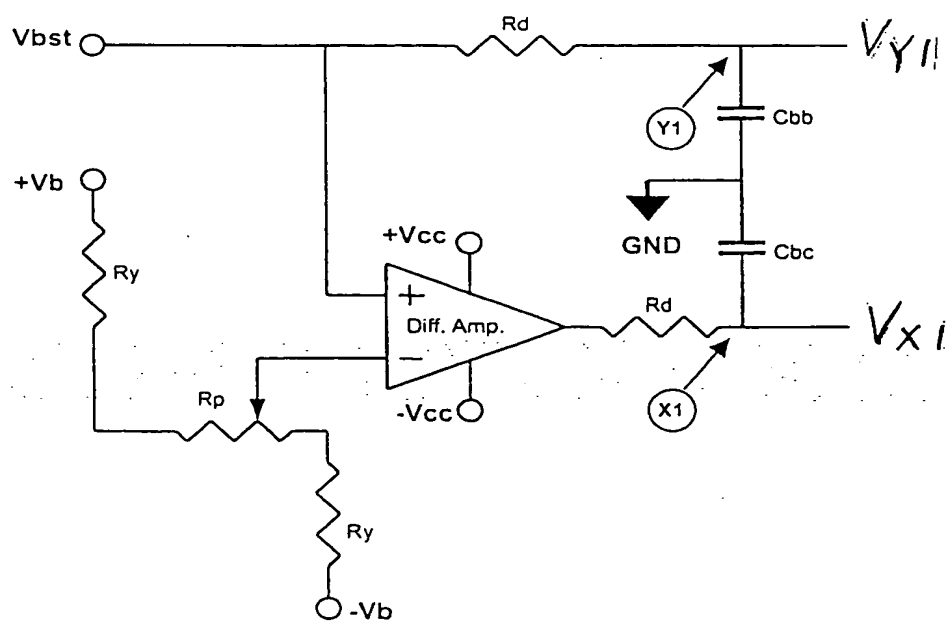 Vbst
Rd
VY1
Y1
Cbb
+Vb
GND
+Vcc
Cbc
Ry
+
Diff. Amp.
−
Rd
VX1
Rp
-Vcc
X1
Ry
-Vb